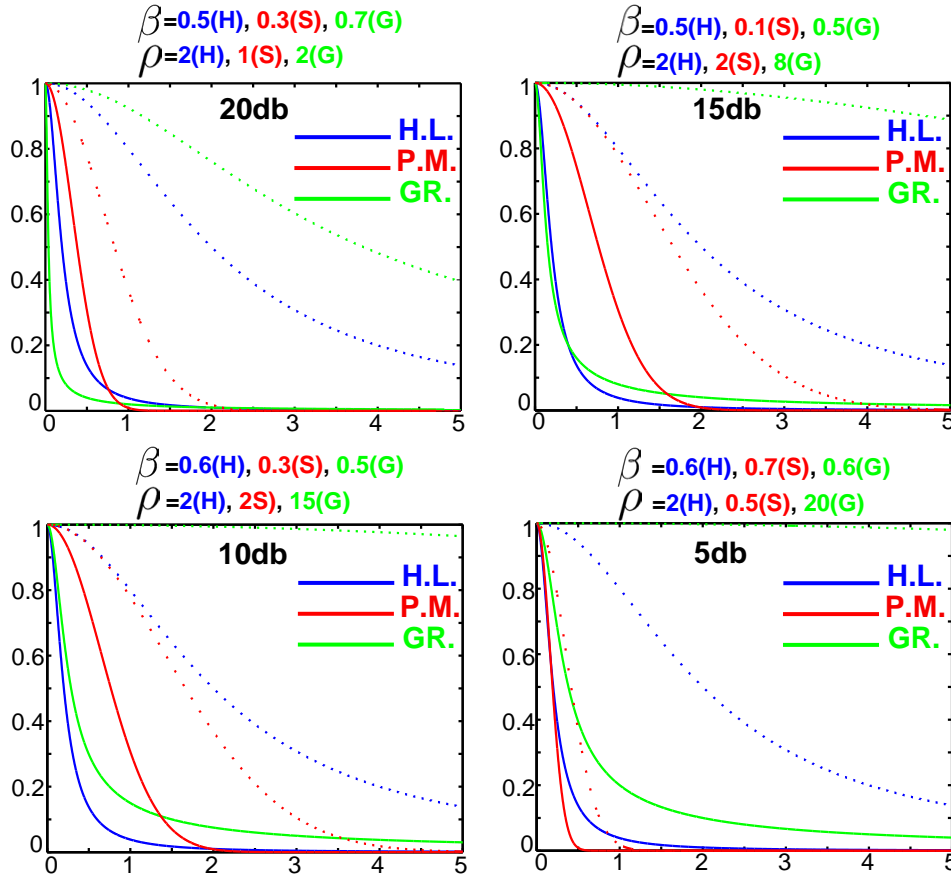 β=0.5(H), 0.3(S), 0.7(G)
ρ=2(H), 1(S), 2(G)
20db
H.L.
P.M.
GR.
1
0.8
0.6
0.4
0.2
0
0 1 2 3 4 5
β=0.5(H), 0.1(S), 0.5(G)
ρ=2(H), 2(S), 8(G)
15db
H.L.
P.M.
GR.
1
0.8
0.6
0.4
0.2
0
0 1 2 3 4 5
β=0.6(H), 0.3(S), 0.5(G)
ρ=2(H), 2S), 15(G)
10db
H.L.
P.M.
GR.
1
0.8
0.6
0.4
0.2
0
0 1 2 3 4 5
β=0.6(H), 0.7(S), 0.6(G)
ρ=2(H), 0.5(S), 20(G)
5db
H.L.
P.M.
GR.
1
0.8
0.6
0.4
0.2
0
0 1 2 3 4 5